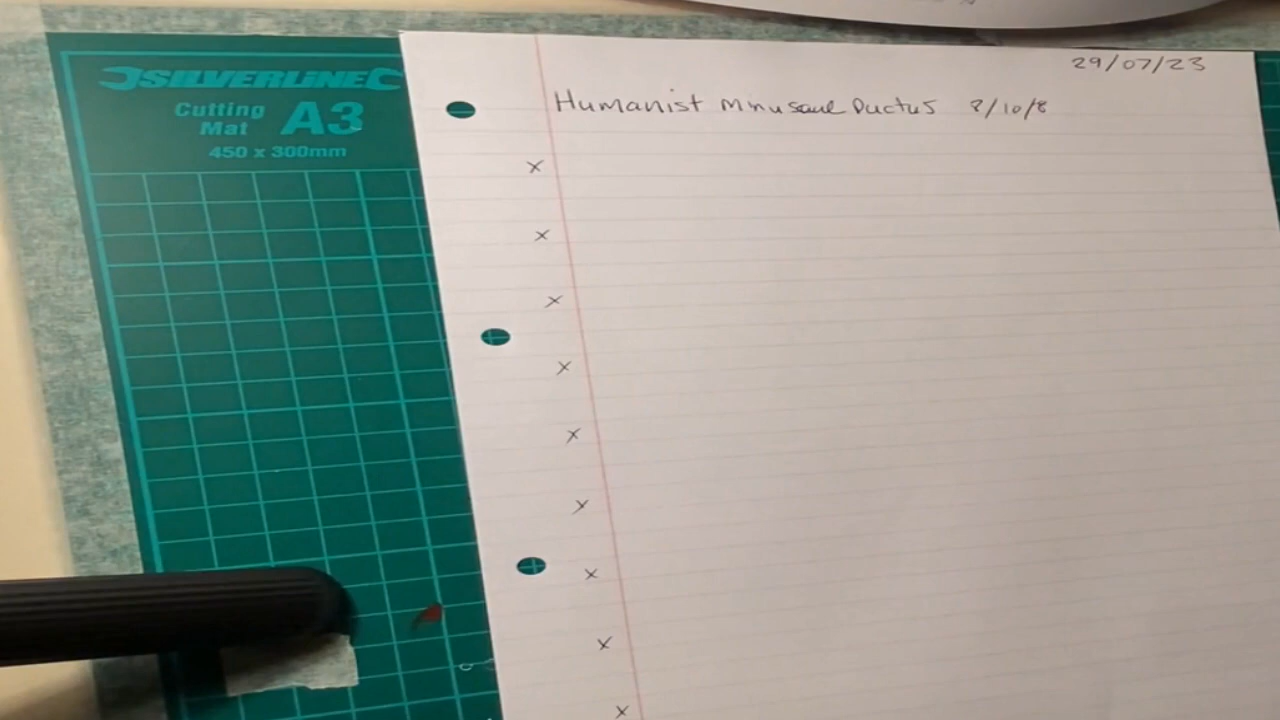 SILVERLINE
Cutting Mat A3
450 x 300mm
29/07/23
Humanist Minuscule Ductus 8/10/8
x
x
x
x
x
x
x
x
x